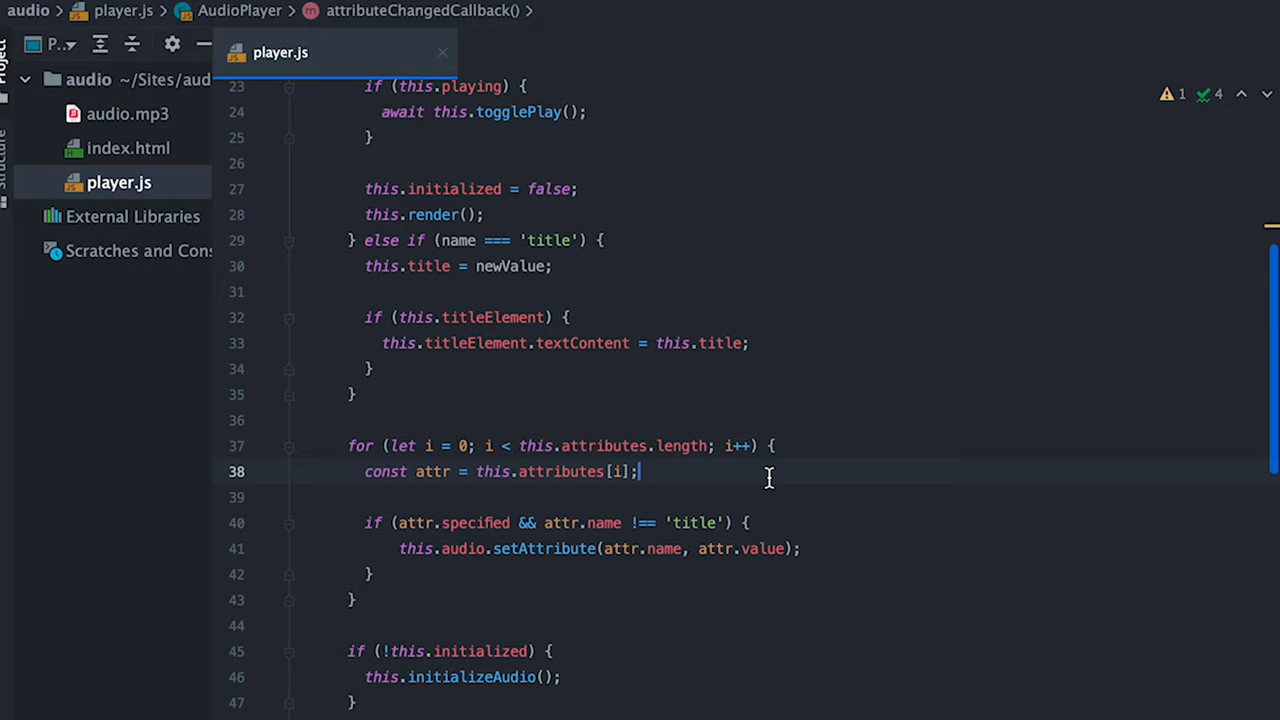 audio > player.js > AudioPlayer > attributeChangedCallback() >
Project
P..
player.js
audio ~/Sites/aud
audio.mp3
index.html
player.js
External Libraries
Scratches and Cons
Structure
1 4
23 if (this.playing) {
24 await this.togglePlay();
25 }
26
27 this.initialized = false;
28 this.render();
29 } else if (name === 'title') {
30 this.title = newValue;
31
32 if (this.titleElement) {
33 this.titleElement.textContent = this.title;
34 }
35 }
36
37 for (let i = 0; i < this.attributes.length; i++) {
38 const attr = this.attributes[i];
39
40 if (attr.specified && attr.name !== 'title') {
41 this.audio.setAttribute(attr.name, attr.value);
42 }
43 }
44
45 if (!this.initialized) {
46 this.initializeAudio();
47 }